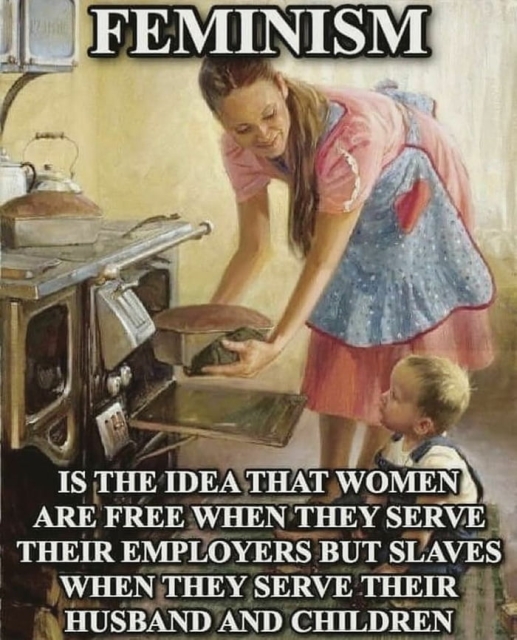 FEMINISM
IS THE IDEA THAT WOMEN
ARE FREE WHEN THEY SERVE
THEIR EMPLOYERS BUT SLAVES
WHEN THEY SERVE THEIR
HUSBAND AND CHILDREN